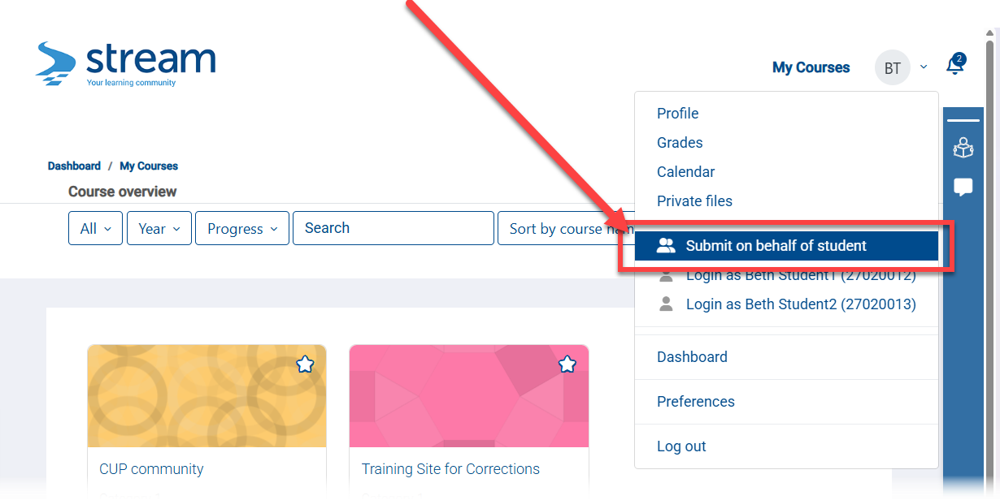 stream
Your learning community
My Courses
BT
2
Profile
Grades
Calendar
Private files
Submit on behalf of student
Login as Beth Student1 (27020012)
Login as Beth Student2 (27020013)
Dashboard
Preferences
Log out
Dashboard / My Courses
Course overview
All
Year
Progress
Search
Sort by course nam
CUP community
Training Site for Corrections